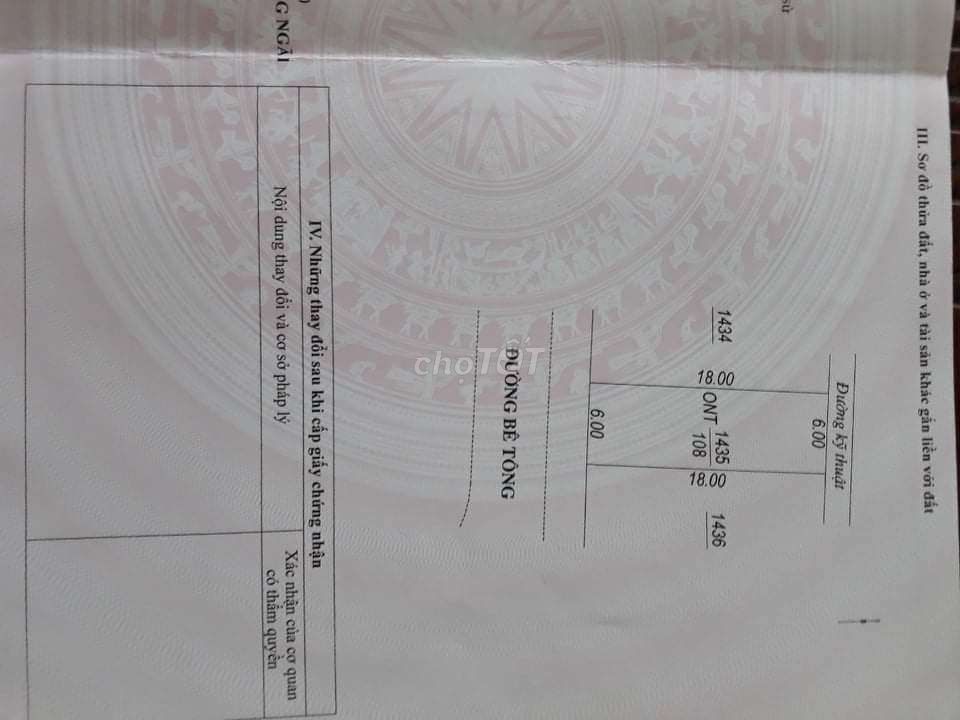 III. Sơ đồ thửa đất, nhà ở và tài sản khác gắn liền với đất
Đường kỹ thuật
6.00
1434
18.00
ONT 1435
108
18.00
1436
6.00
ĐƯỜNG BÊ TÔNG
chợTỐT
IV. Những thay đổi sau khi cấp giấy chứng nhận
Nội dung thay đổi và cơ sở pháp lý
Xác nhận của cơ quan
có thẩm quyền
NGÃI